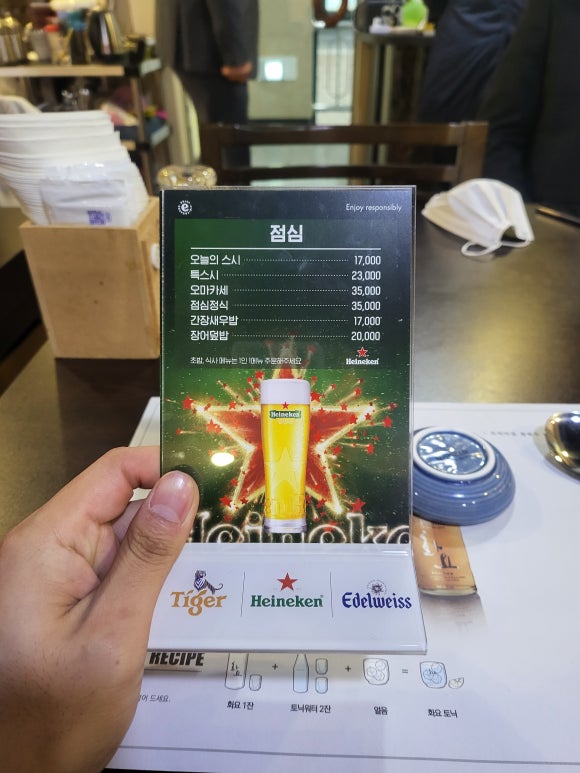 Enjoy responsibly
점심
오늘의 스시 17,000
특스시 23,000
오마카세 35,000
점심정식 35,000
간장새우밥 17,000
장어덮밥 20,000
초밥, 식사 메뉴는 1인 1메뉴 주문해주세요
Heineken
Heineken
Heineke
Tiger Heineken Edelweiss
RECIPE
드세요.
화요 1잔 + 토닉워터 2잔 + 얼음 = 화요 토닉